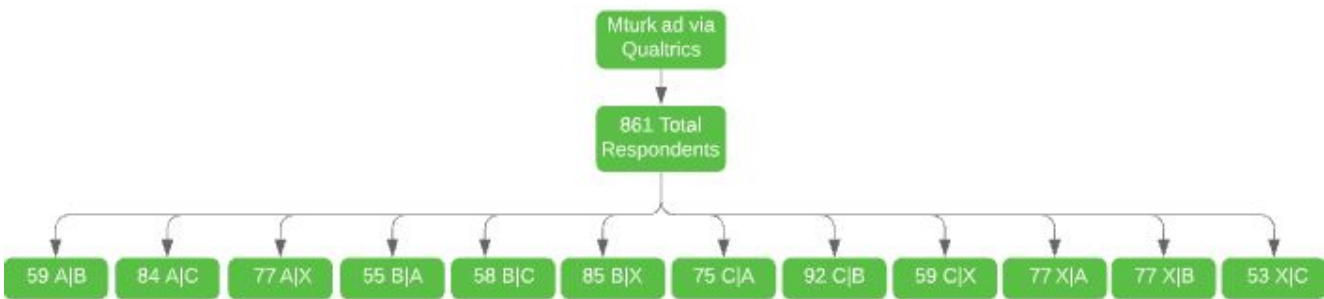 Mturk ad via
Qualtrics
861 Total
Respondents
59 A|B
84 A|C
77 A|X
55 B|A
58 B|C
85 B|X
75 C|A
92 C|B
59 C|X
77 X|A
77 X|B
53 X|C